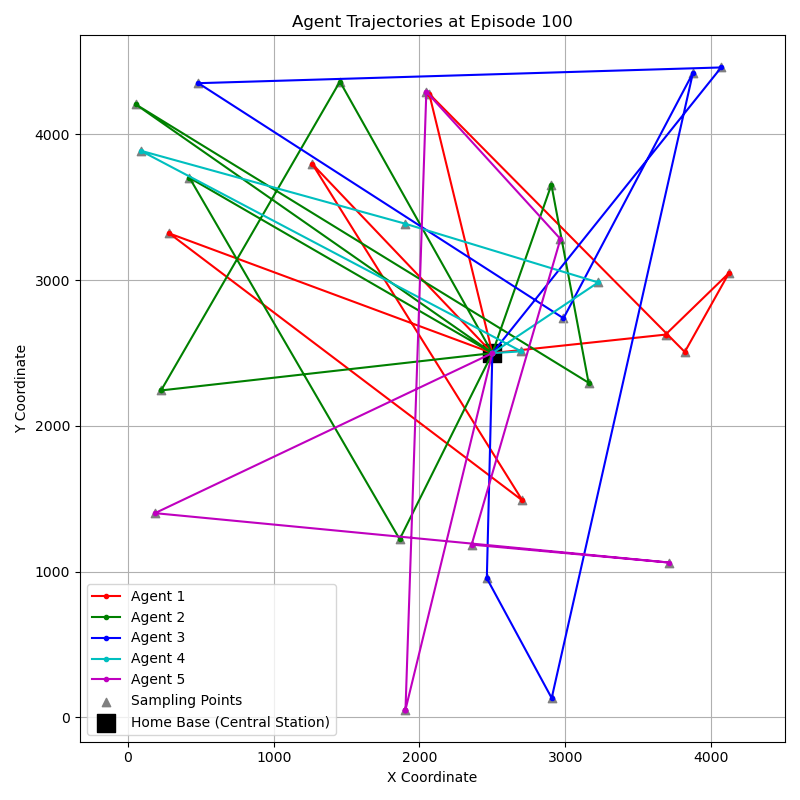 Agent Trajectories at Episode 100
Y Coordinate
4000
3000
2000
1000
0
Agent 1
Agent 2
Agent 3
Agent 4
Agent 5
Sampling Points
Home Base (Central Station)
0 1000 2000 3000 4000
X Coordinate